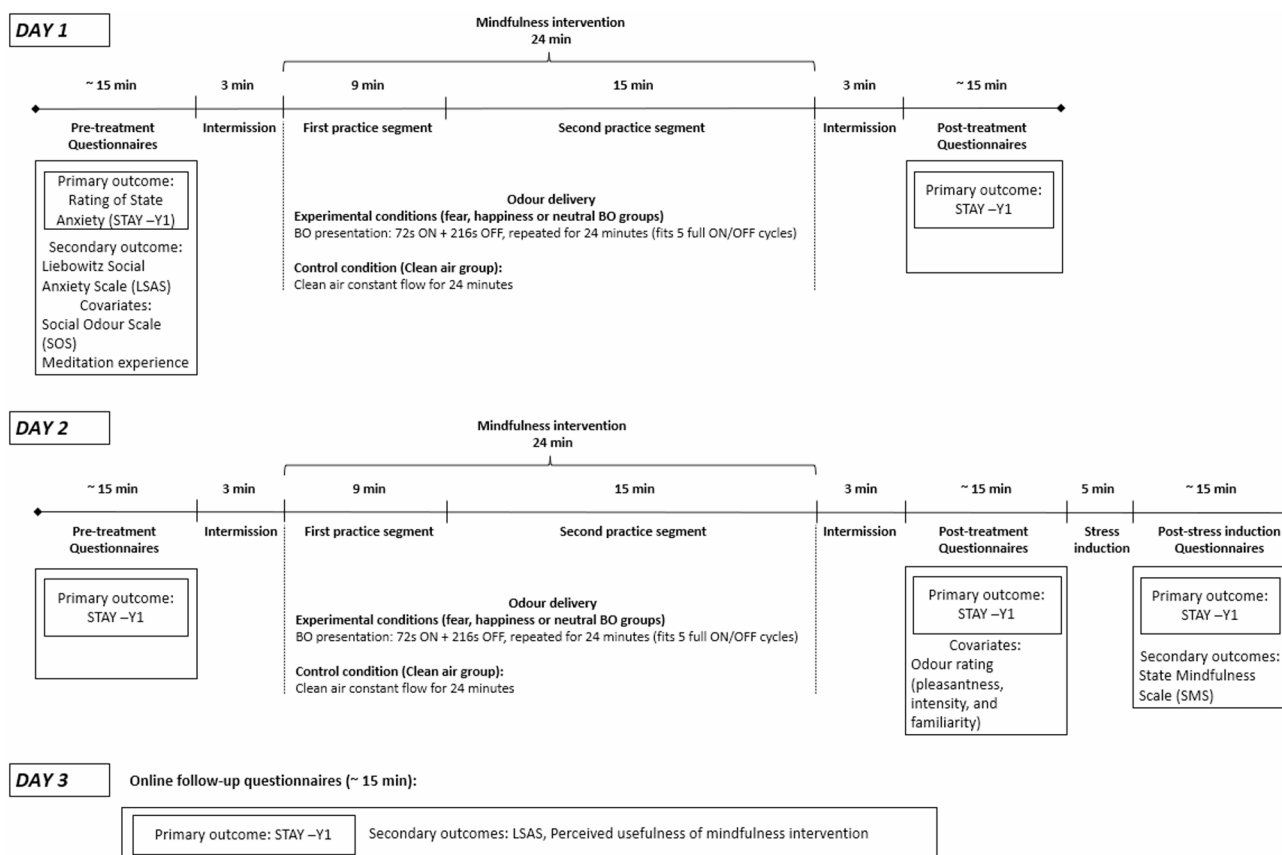 DAY 1
Mindfulness intervention
24 min
~ 15 min
3 min
9 min
15 min
3 min
~ 15 min
Pre-treatment
Questionnaires
Intermission
First practice segment
Second practice segment
Intermission
Post-treatment
Questionnaires
Primary outcome:
Rating of State
Anxiety (STAY –Y1)
Secondary outcome:
Liebowitz Social
Anxiety Scale (LSAS)
Covariates:
Social Odour Scale
(SOS)
Meditation experience
Odour delivery
Experimental conditions (fear, happiness or neutral BO groups)
BO presentation: 72s ON + 216s OFF, repeated for 24 minutes (fits 5 full ON/OFF cycles)
Control condition (Clean air group):
Clean air constant flow for 24 minutes
Primary outcome:
STAY –Y1
DAY 2
Mindfulness intervention
24 min
~ 15 min
3 min
9 min
15 min
3 min
~ 15 min
5 min
~ 15 min
Pre-treatment
Questionnaires
Intermission
First practice segment
Second practice segment
Intermission
Post-treatment
Questionnaires
Stress
induction
Post-stress induction
Questionnaires
Primary outcome:
STAY –Y1
Odour delivery
Experimental conditions (fear, happiness or neutral BO groups)
BO presentation: 72s ON + 216s OFF, repeated for 24 minutes (fits 5 full ON/OFF cycles)
Control condition (Clean air group):
Clean air constant flow for 24 minutes
Primary outcome:
STAY –Y1
Covariates:
Odour rating
(pleasantness,
intensity, and
familiarity)
Primary outcome:
STAY –Y1
Secondary outcomes:
State Mindfulness
Scale (SMS)
DAY 3
Online follow-up questionnaires (~ 15 min):
Primary outcome: STAY –Y1
Secondary outcomes: LSAS, Perceived usefulness of mindfulness intervention